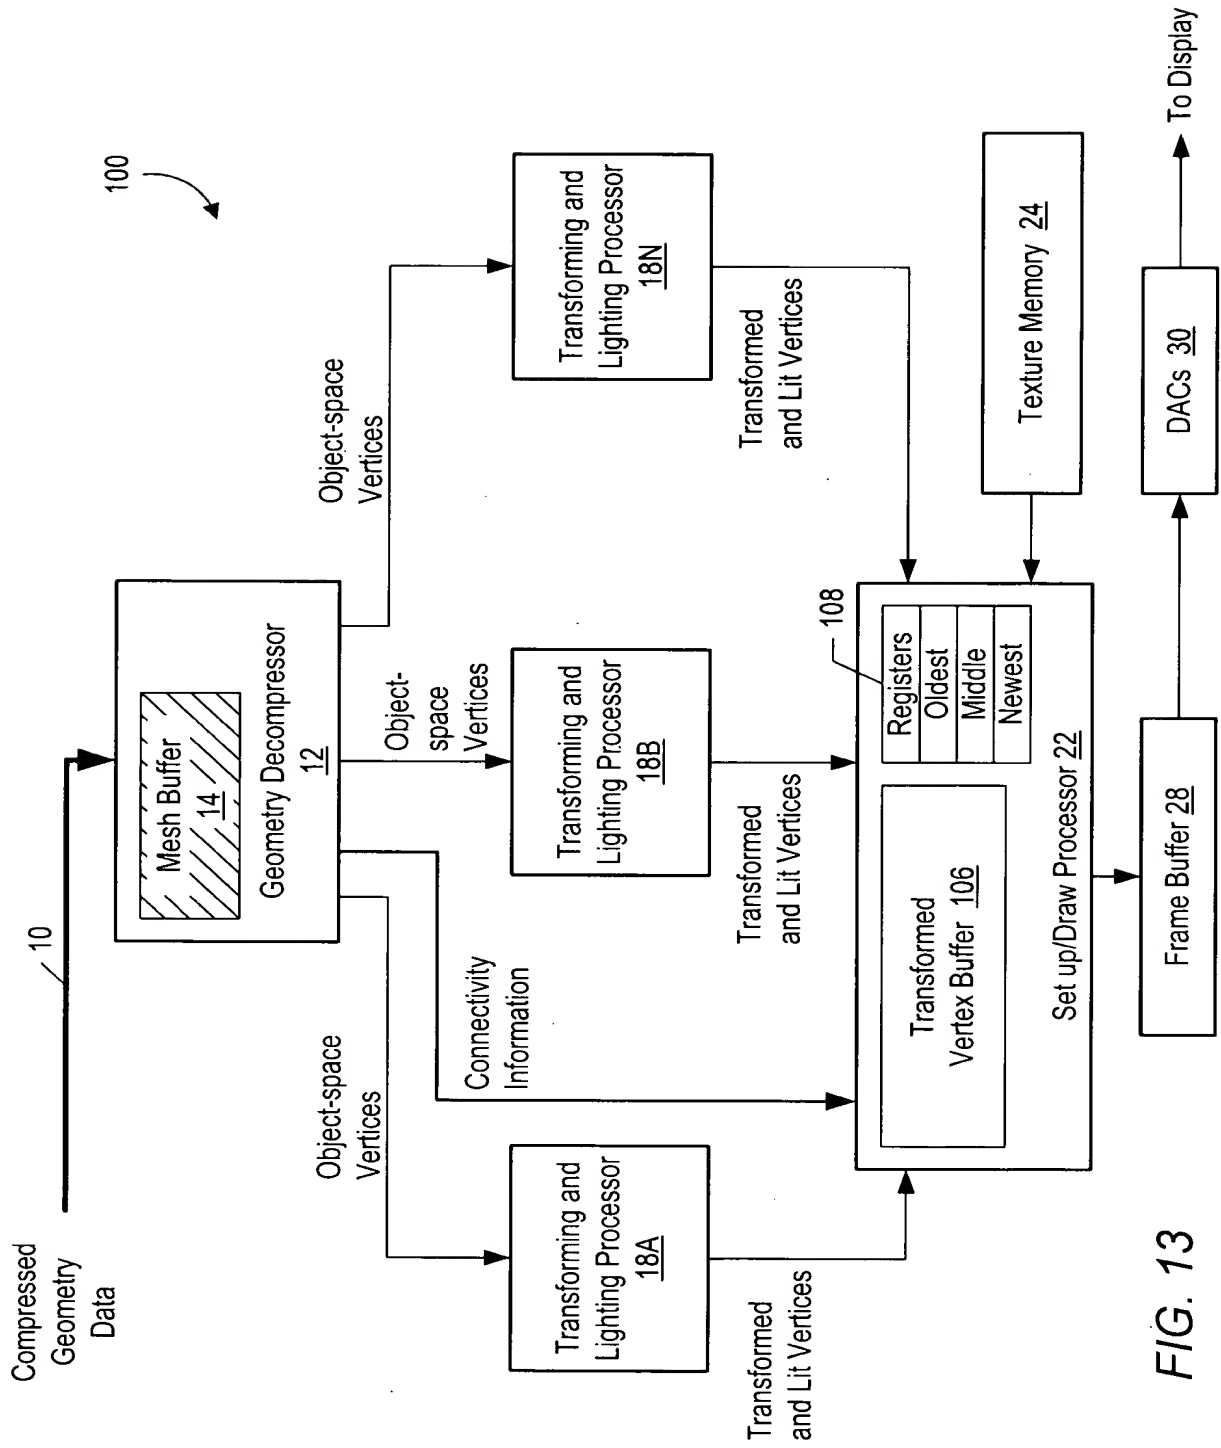 Compressed
Geometry
Data
10
100
Mesh Buffer
14
Geometry Decompressor
12
Object-space
Vertices
Connectivity
Information
Object-
space
Vertices
Object-space
Vertices
Transforming and
Lighting Processor
18A
Transforming and
Lighting Processor
18B
Transforming and
Lighting Processor
18N
Transformed
and Lit Vertices
Transformed
and Lit Vertices
Transformed
and Lit Vertices
108
Transformed
Vertex Buffer 106
Registers
Oldest
Middle
Newest
Set up/Draw Processor 22
Texture Memory 24
Frame Buffer 28
DACs 30
To Display
FIG. 13